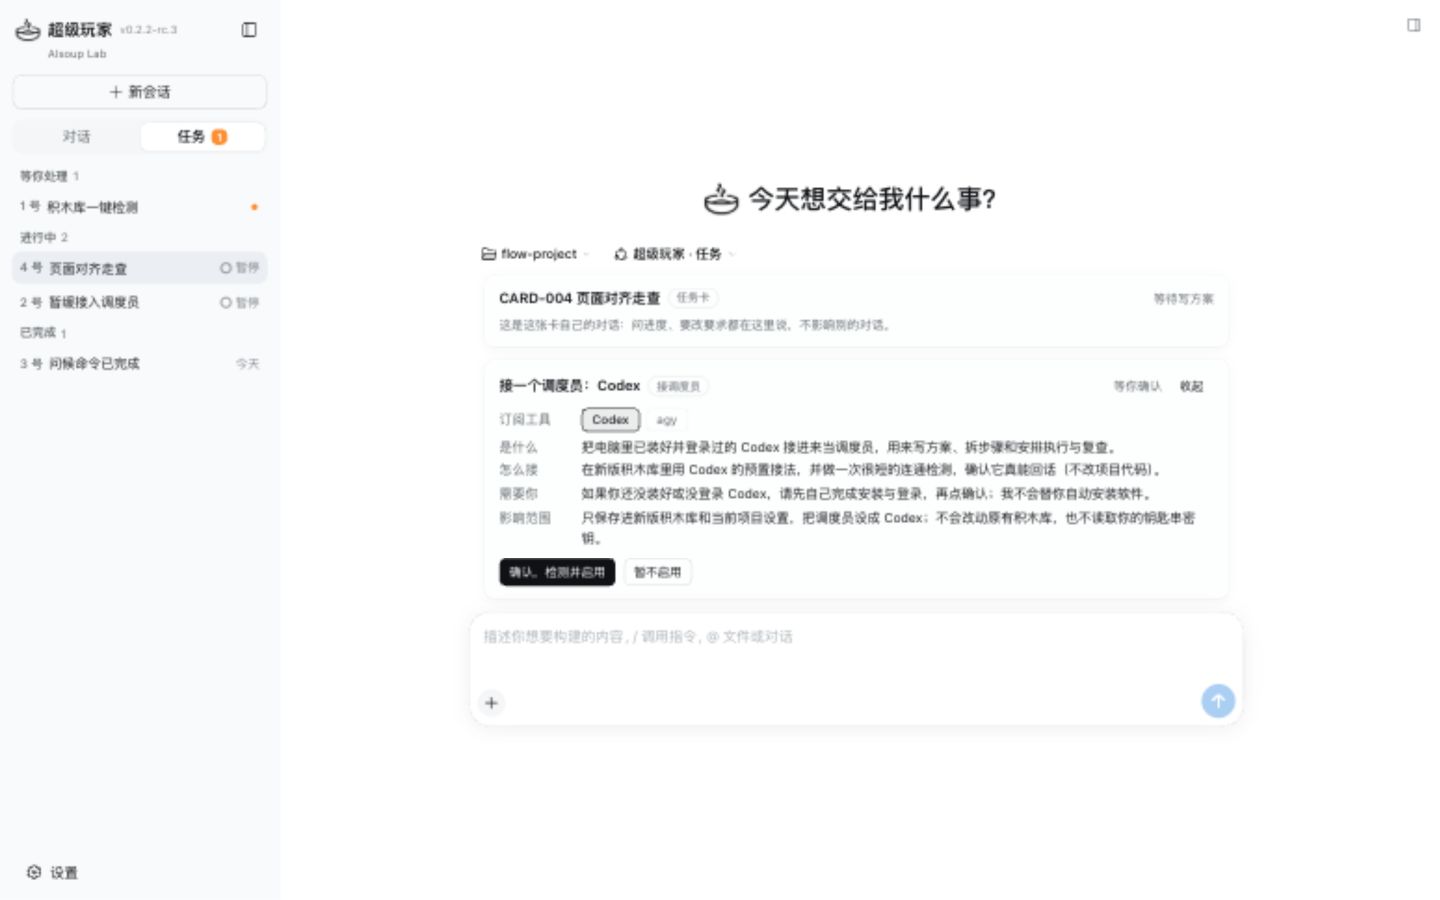 超级玩家 v0.2.2-rc.3
AIsoup Lab
新会话
对话 任务 1
等你处理 1
1 号 积木库一键检测
进行中 2
4 号 页面对齐走查 暂停
2 号 暂缓接入调度员 暂停
已完成 1
3 号 问候命令已完成 今天
设置
今天想交给我什么事?
flow-project 超级玩家 · 任务
CARD-004 页面对齐走查 任务卡 等待写方案
这是这张卡自己的对话：问进度、要改要求都在这里说，不影响别的对话。
接一个调度员：Codex 接调度员 等你确认 收起
订阅工具 Codex agy
是什么 把电脑里已装好并登录过的 Codex 接进来当调度员，用来写方案、拆步骤和安排执行与复查。
怎么接 在新版积木库里用 Codex 的预置接法，并做一次很短的连通检测，确认它真能回话（不改项目代码）。
需要你 如果你还没装好或没登录 Codex，请先自己完成安装与登录，再点确认；我不会替你自动安装软件。
影响范围 只保存进新版积木库和当前项目设置，把调度员设成 Codex；不会改动原有积木库，也不读取你的钥匙串密
钥。
确认，检测并启用 暂不启用
描述你想要构建的内容, / 调用指令, @ 文件或对话